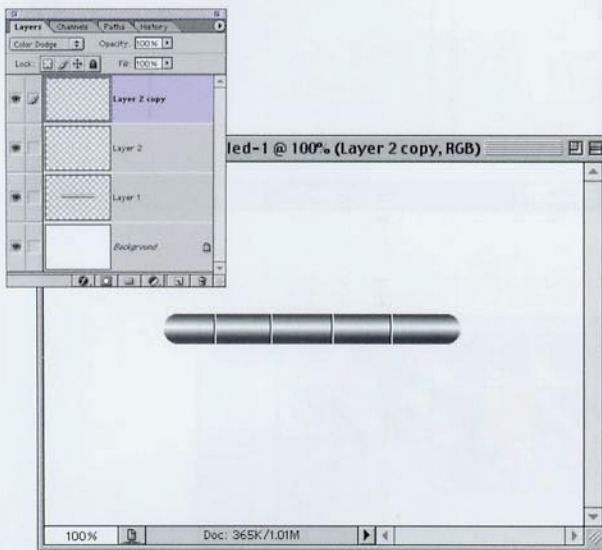 Layers Channels Paths History
Color Dodge Opacity: 100%
Lock: Fill: 100%
Layer 2 copy
Layer 2
Layer 1
Background
led-1 @ 100% (Layer 2 copy, RGB)
100% Doc: 365K/1.01M